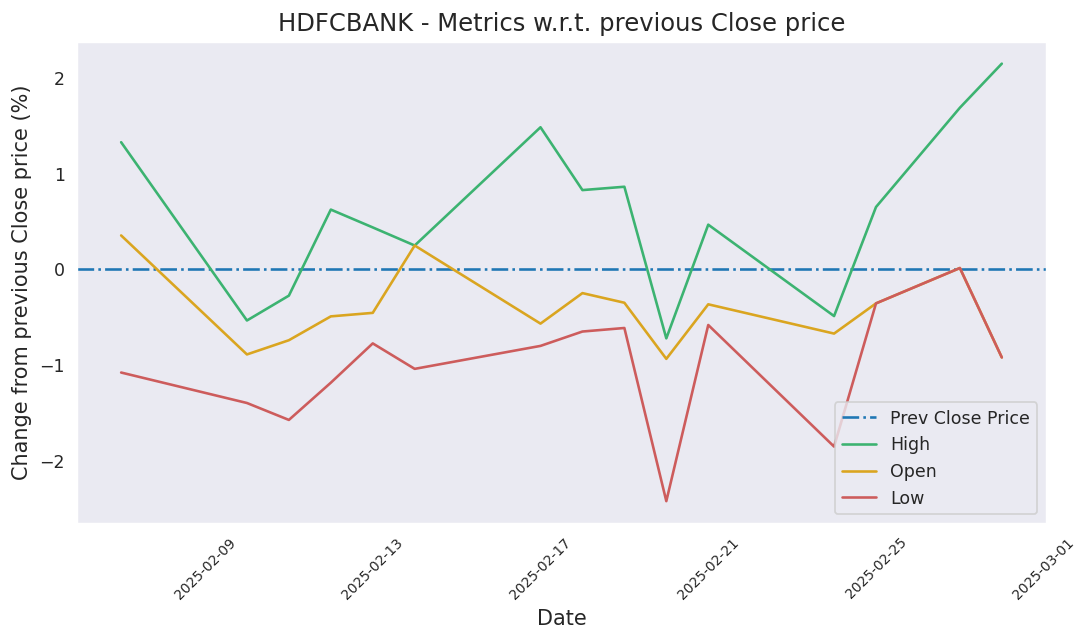 HDFCBANK - Metrics w.r.t. previous Close price
Change from previous Close price (%)
2
1
0
−1
−2
Prev Close Price
High
Open
Low
2025-02-09
2025-02-13
2025-02-17
2025-02-21
2025-02-25
2025-03-01
Date